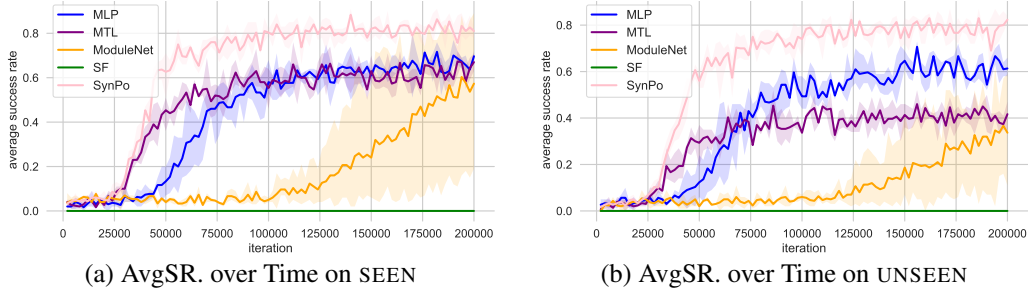 MLP
MTL
ModuleNet
SF
SynPo
average success rate
0.8
0.6
0.4
0.2
0.0
0 25000 50000 75000 100000 125000 150000 175000 200000
iteration
(a) AvgSR. over Time on SEEN
MLP
MTL
ModuleNet
SF
SynPo
average success rate
0.8
0.6
0.4
0.2
0.0
0 25000 50000 75000 100000 125000 150000 175000 200000
iteration
(b) AvgSR. over Time on UNSEEN